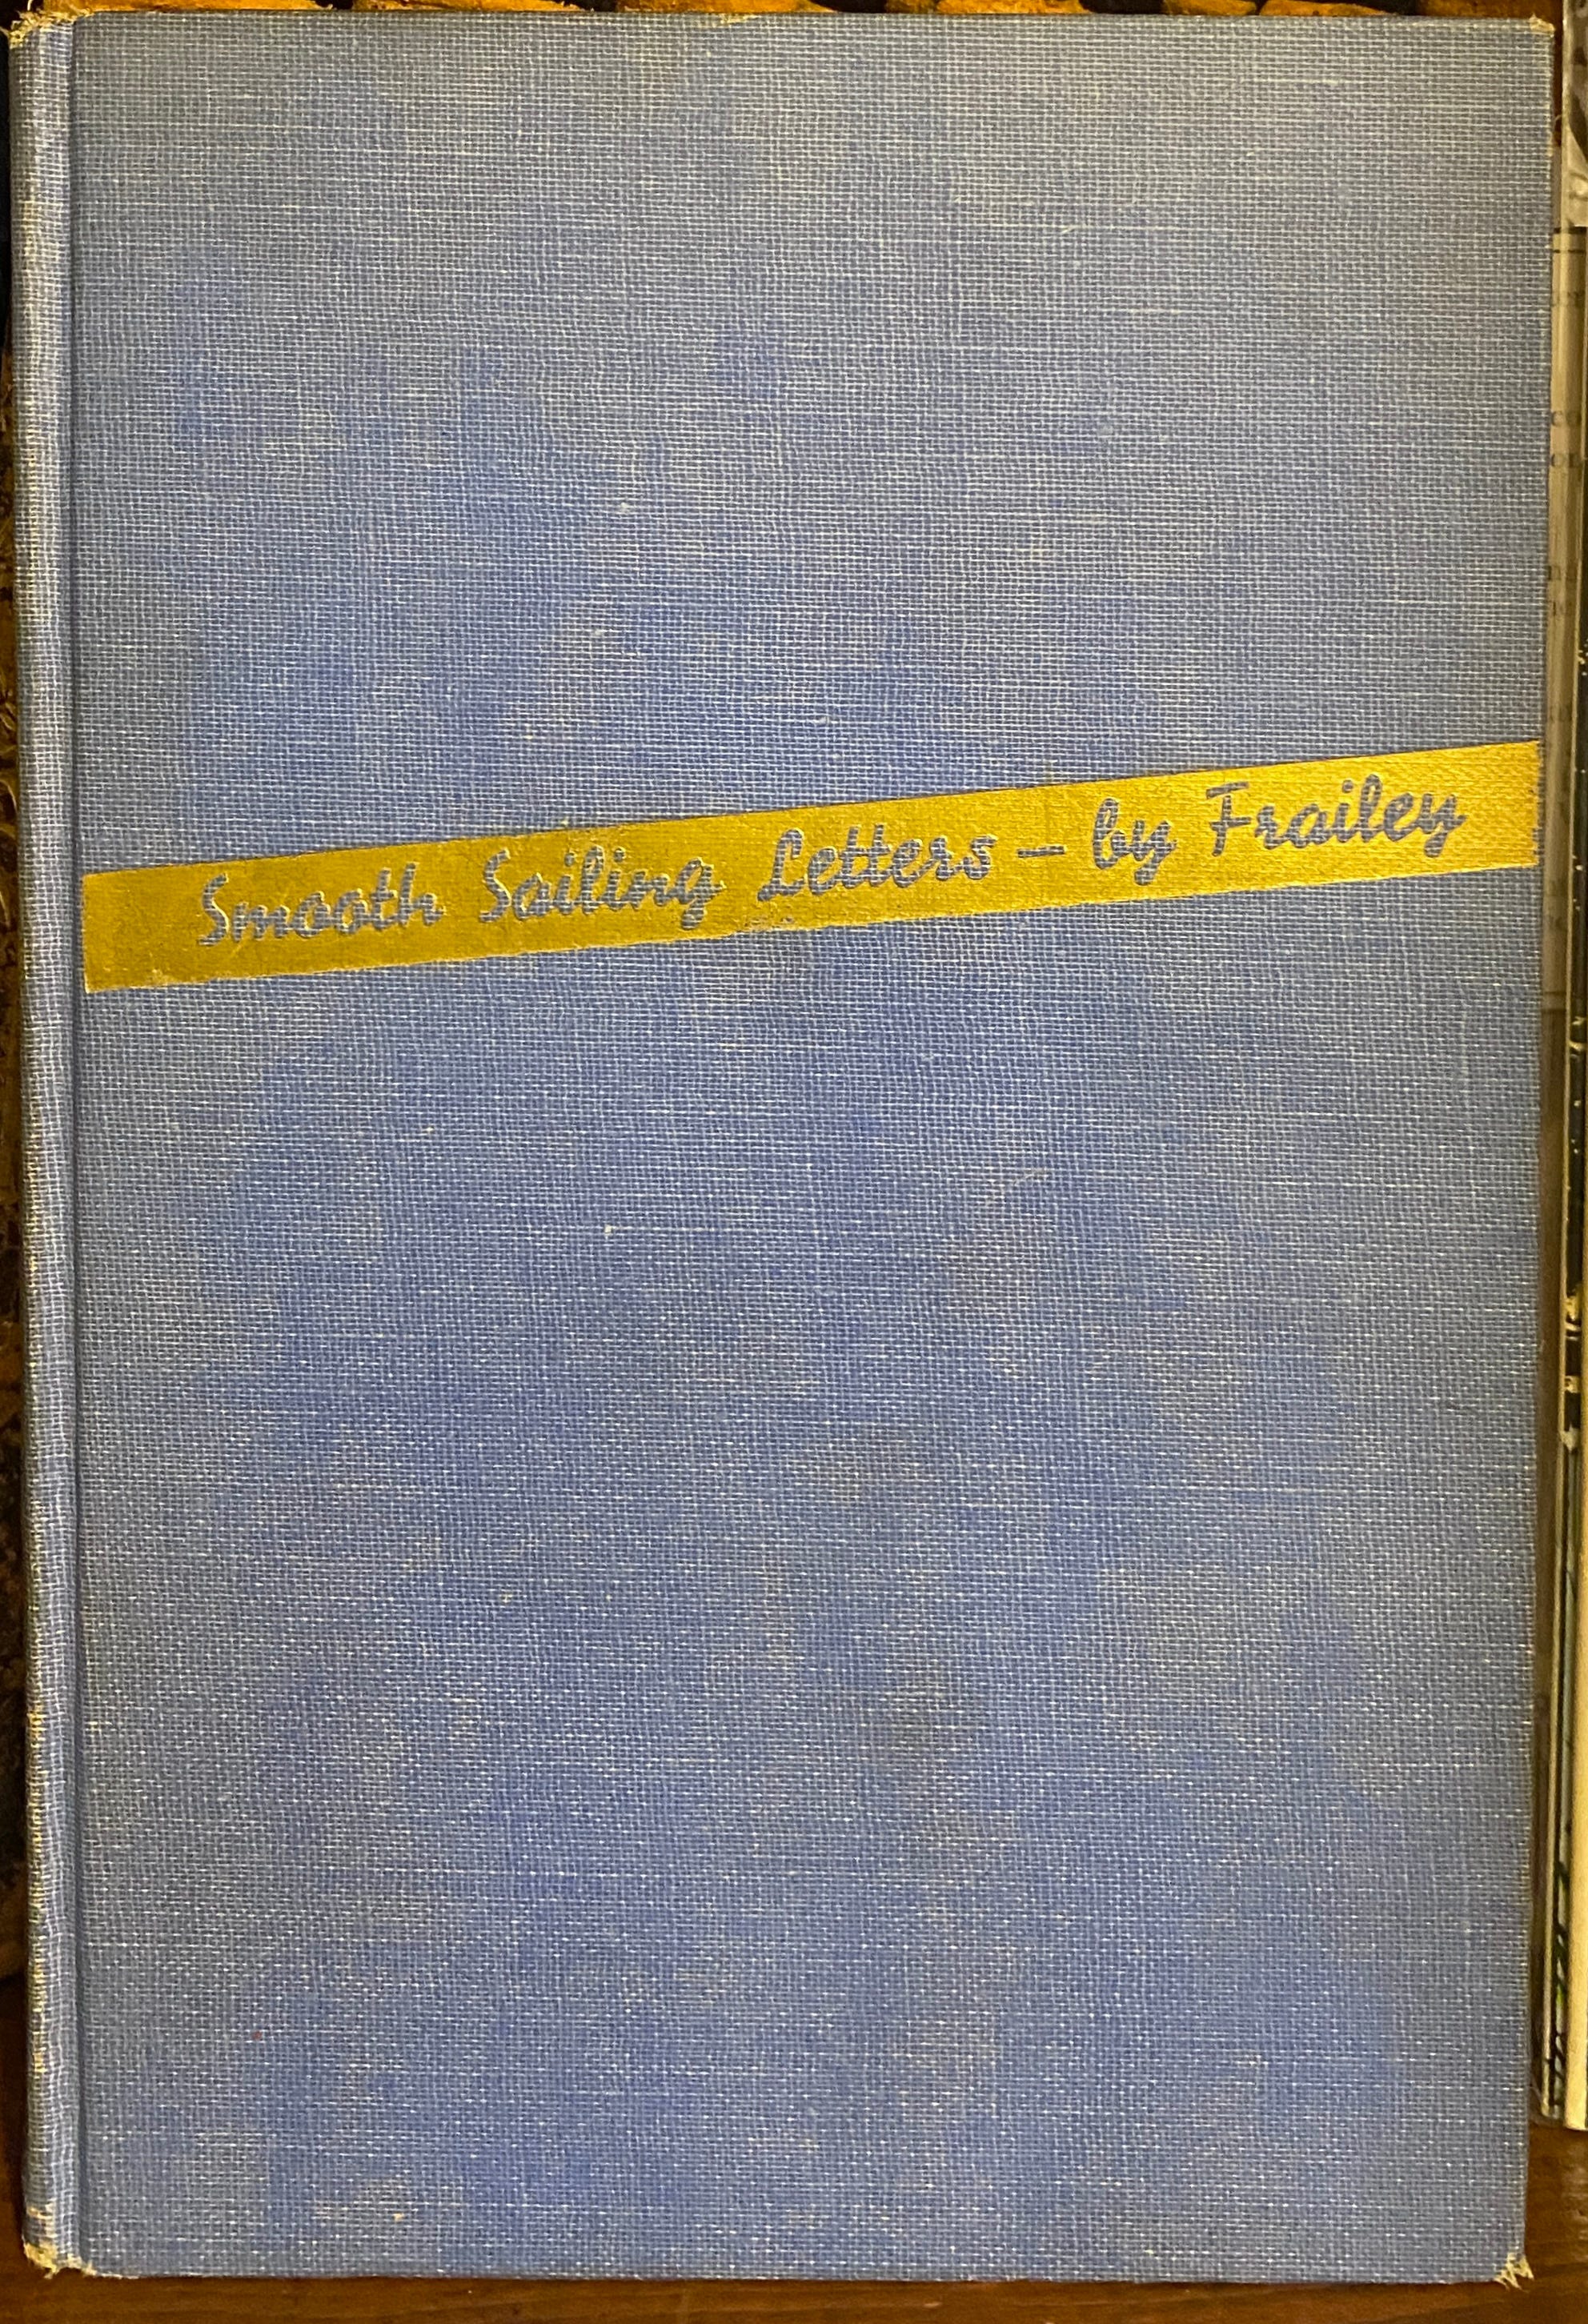 Smooth Sailing Letters — by Frailey